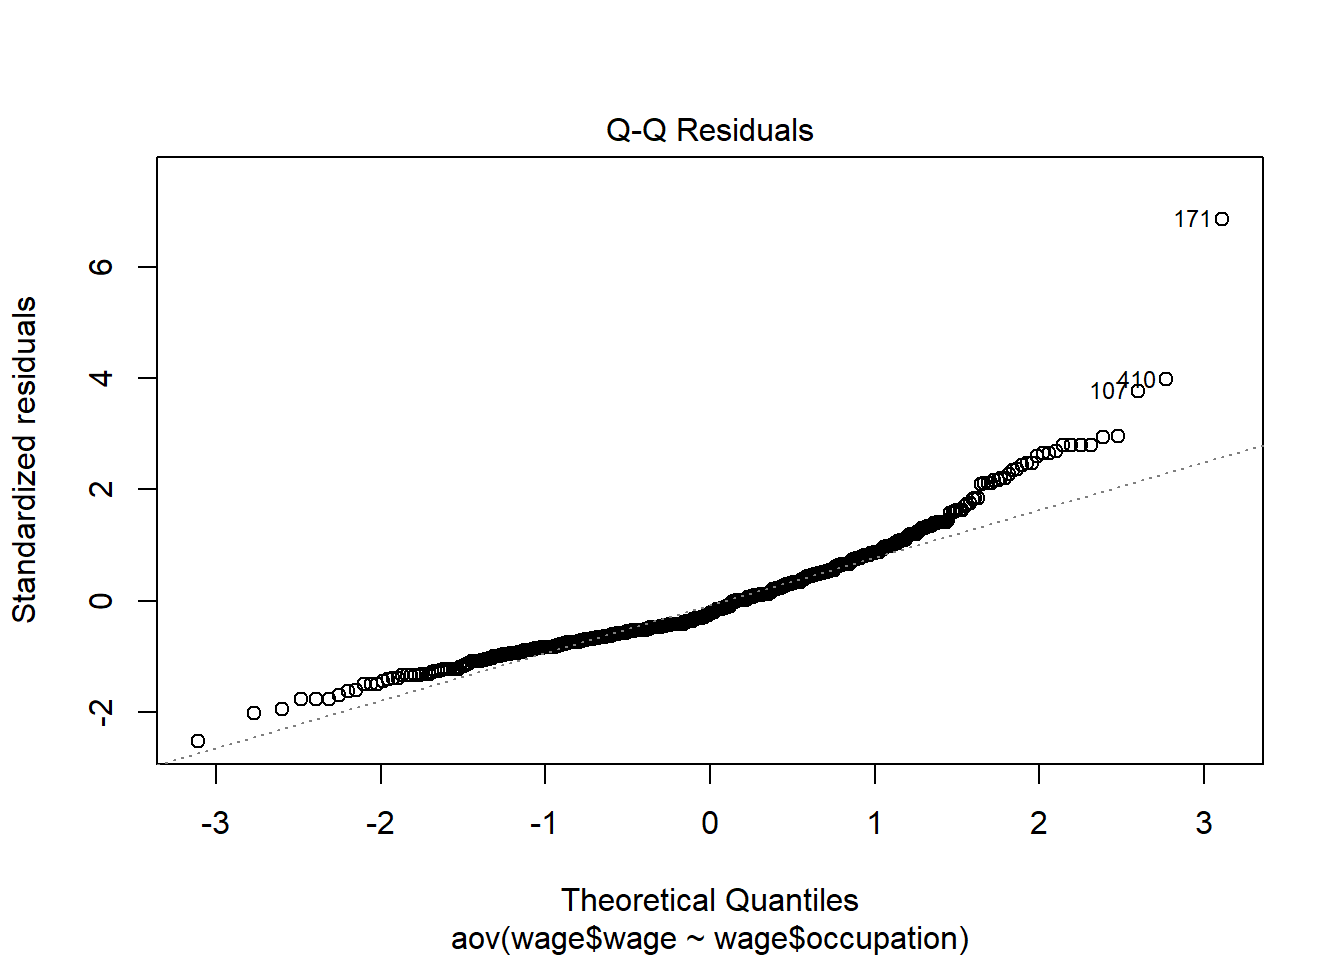 Q-Q Residuals
171
410
107
Standardized residuals
6
4
2
0
-2
-3 -2 -1 0 1 2 3
Theoretical Quantiles
aov(wage$wage ~ wage$occupation)